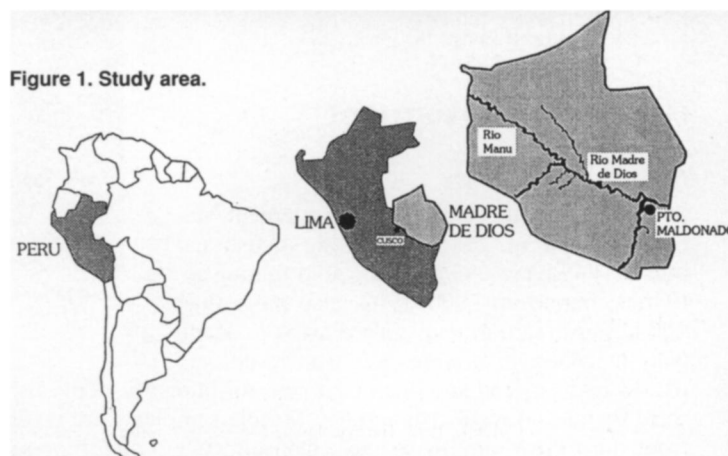 Figure 1. Study area.
PERU
LIMA
CUSCO
MADRE
DE DIOS
Rio
Manu
Rio Madre
de Dios
PTO.
MALDONADO